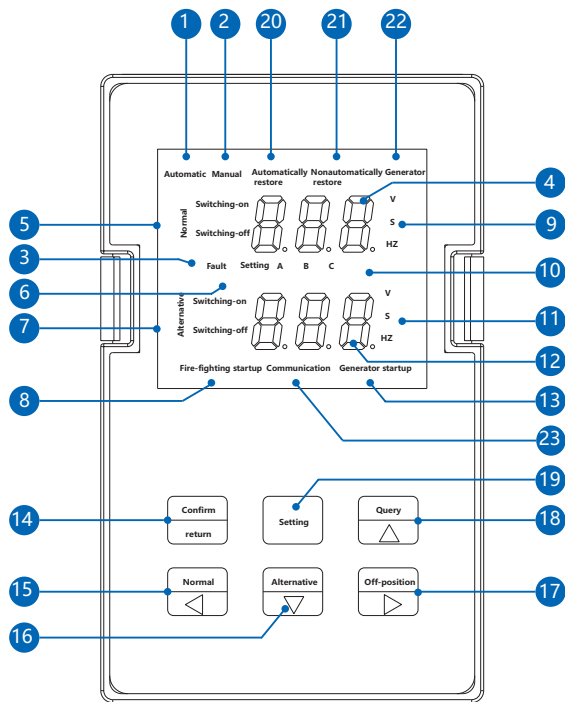 1 2 20 21 22
Automatic Manual Automatically restore Nonautomatically restore Generator
4
Switching-on V
5 Normal S 9
Switching-off HZ
3 Fault Setting A B C 10
6
Switching-on V
7 Alternative S 11
Switching-off HZ 12
Fire-fighting startup Communication Generator startup
8 13
23
19
14 Confirm return Setting Query 18
15 Normal Alternative Off-position 17
16